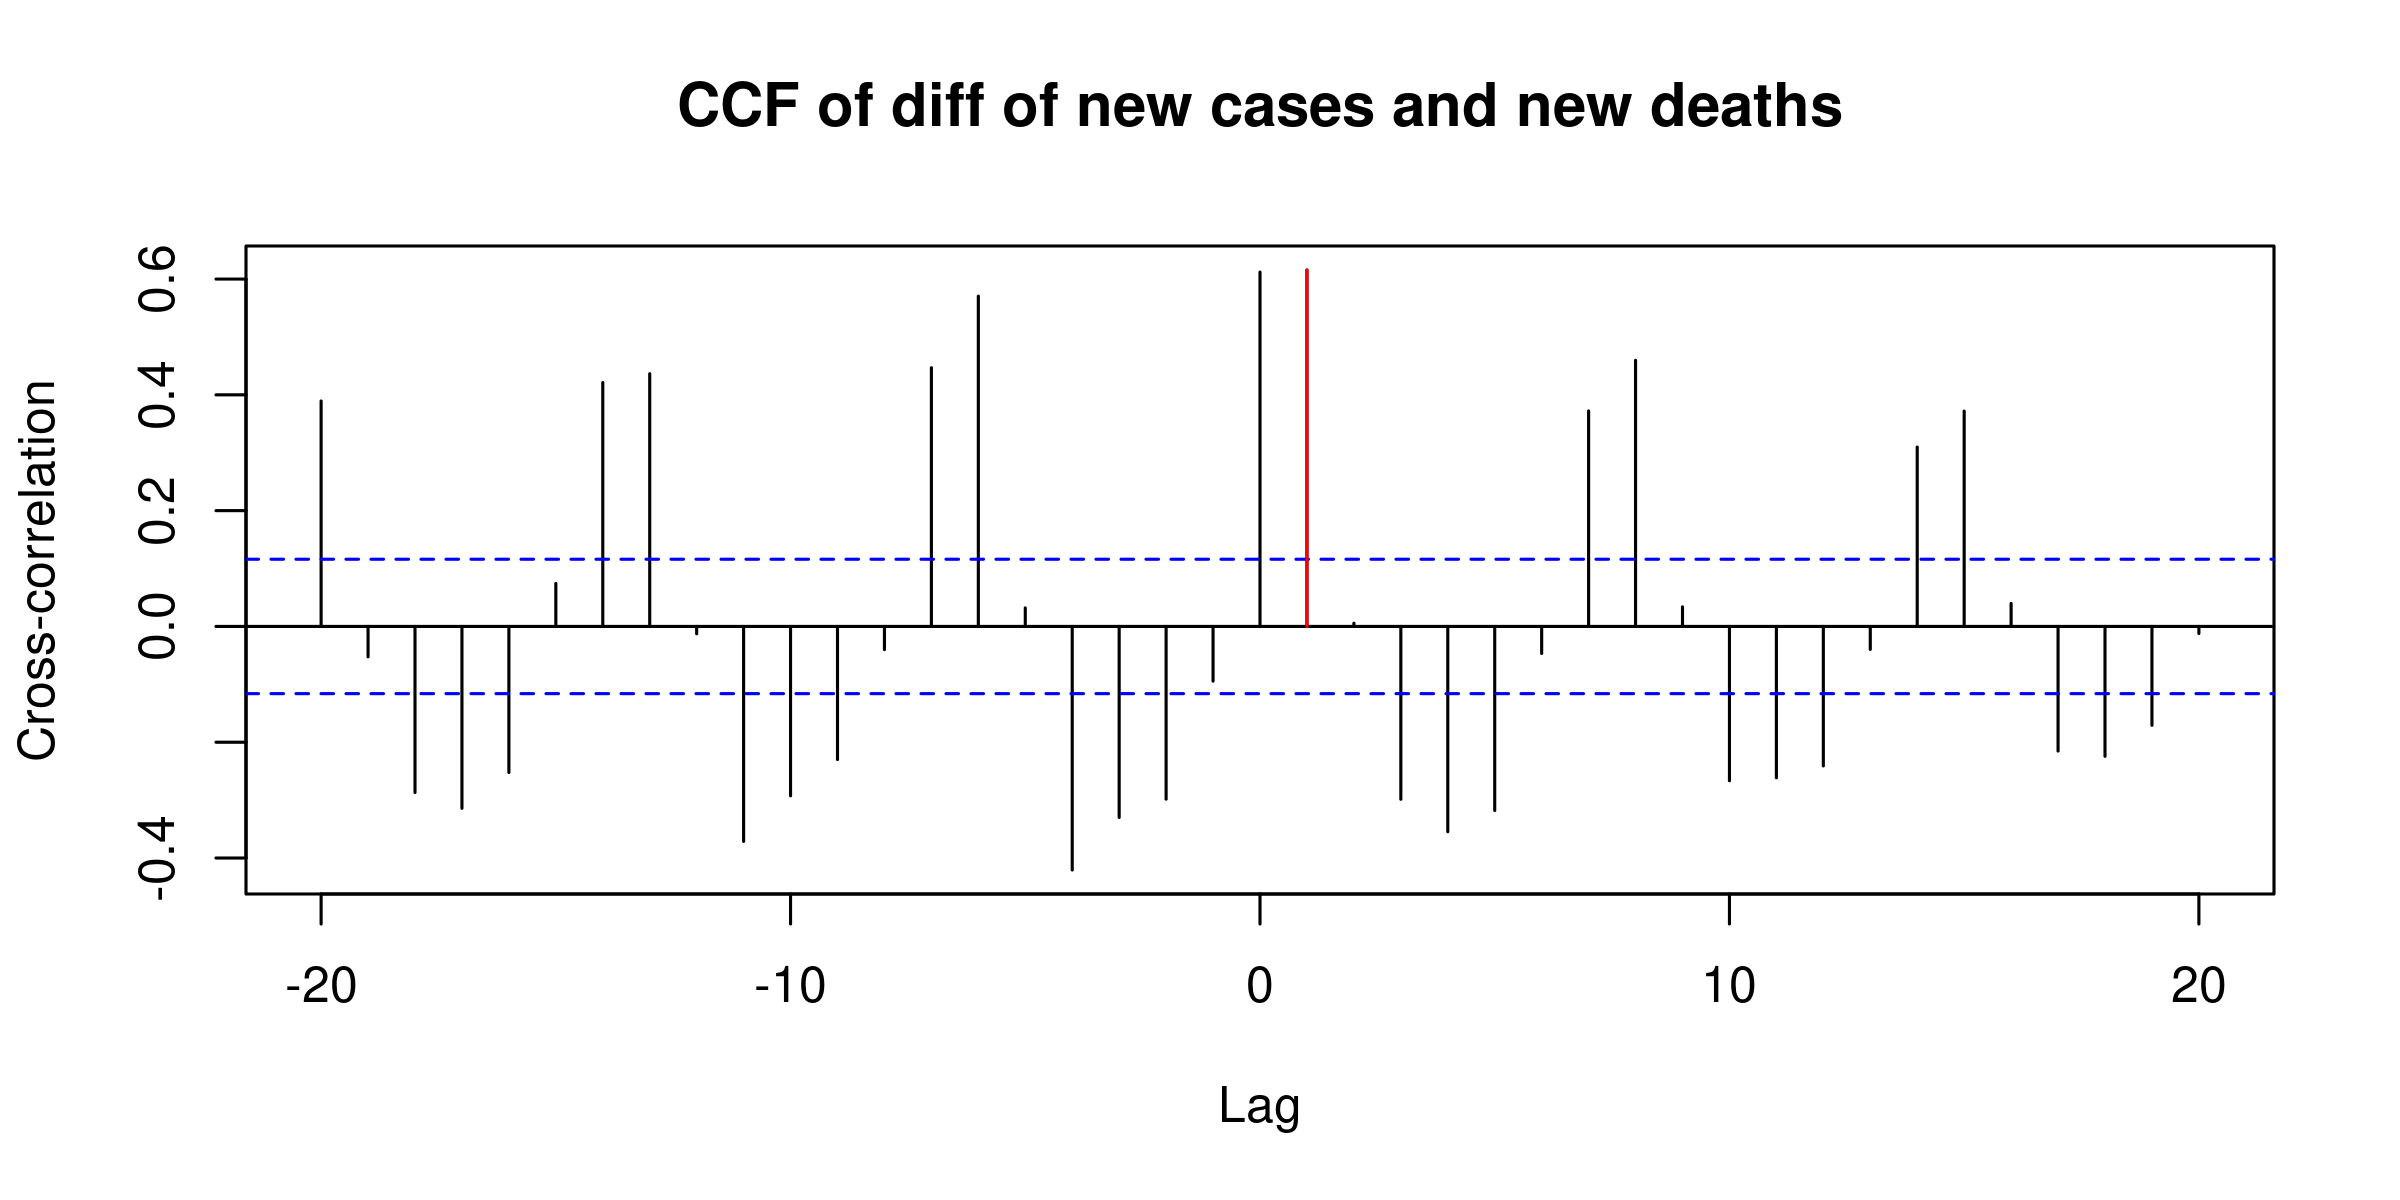 CCF of diff of new cases and new deaths
Cross-correlation
0.6
0.4
0.2
0.0
-0.4
-20 -10 0 10 20
Lag